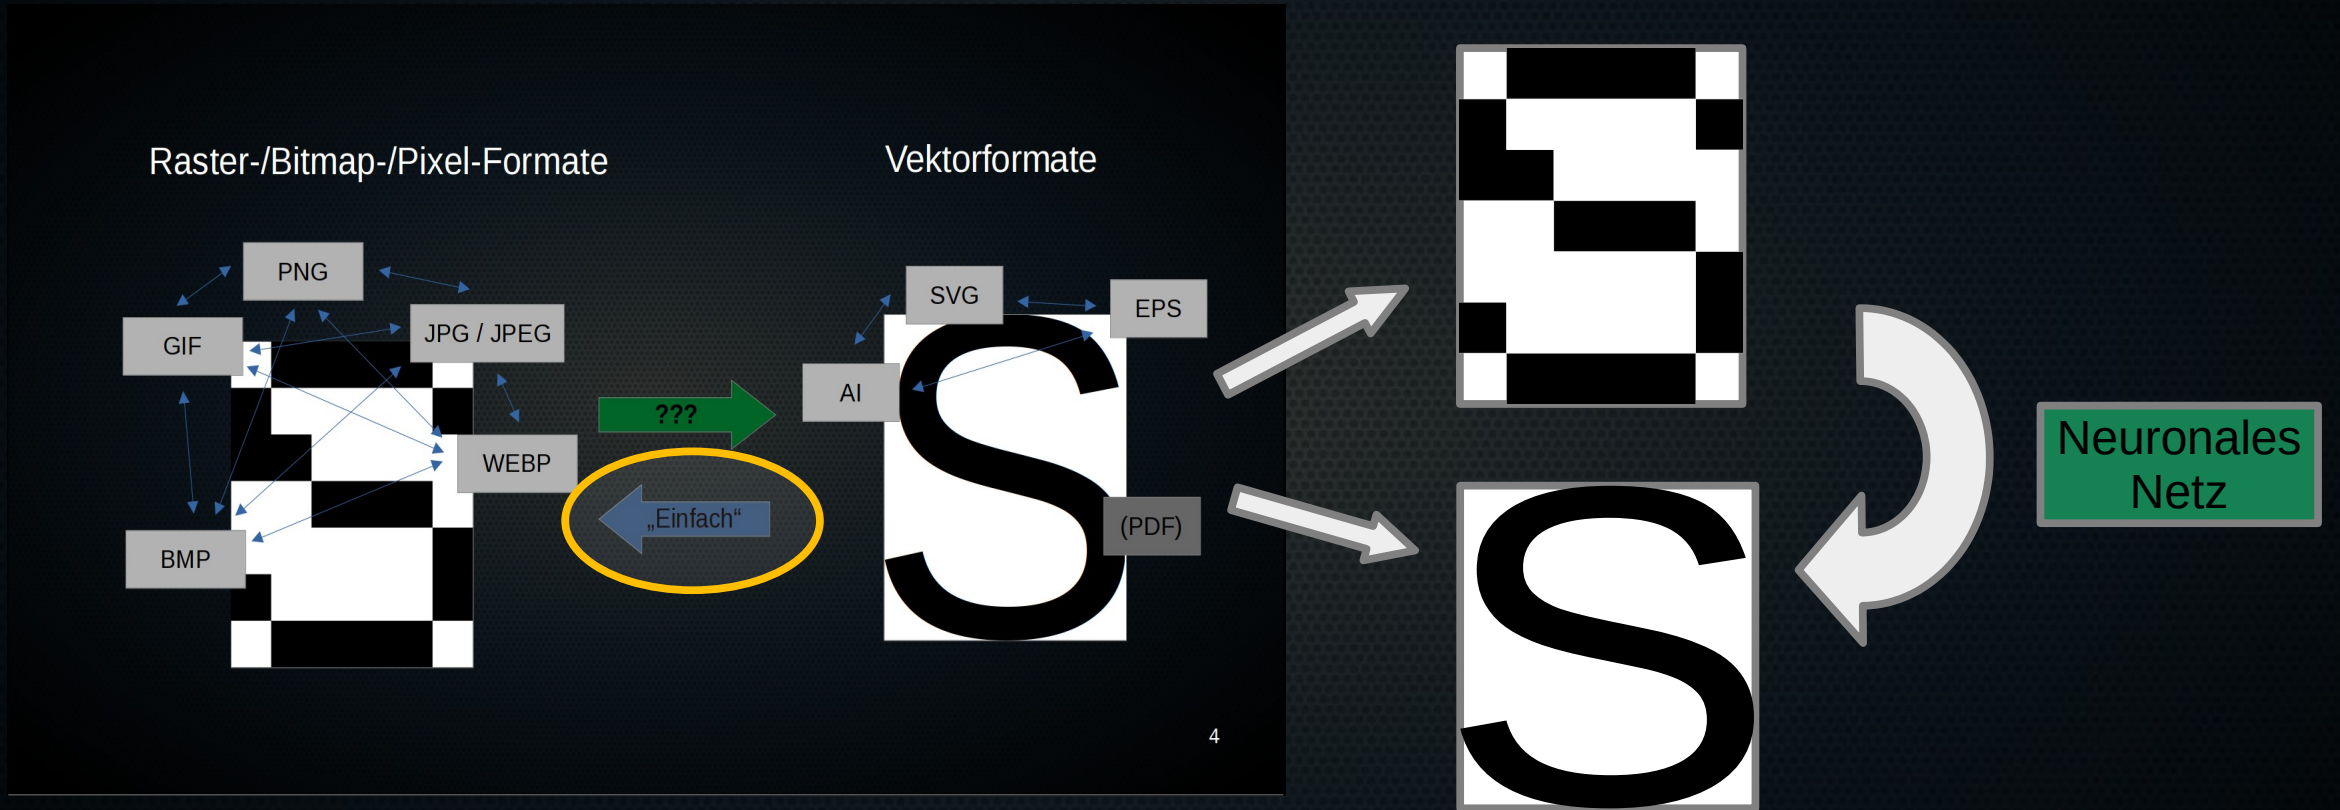 Raster-/Bitmap-/Pixel-Formate
Vektorformate
PNG
GIF
JPG / JPEG
WEBP
BMP
???
„Einfach“
SVG
EPS
AI
(PDF)
4
Neuronales
Netz